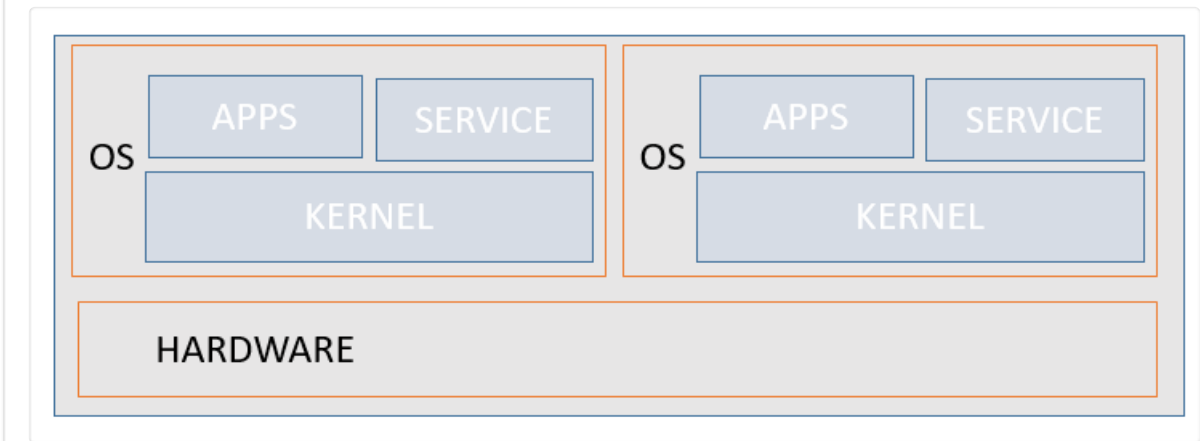 APPS SERVICE
OS
KERNEL
APPS SERVICE
OS
KERNEL
HARDWARE